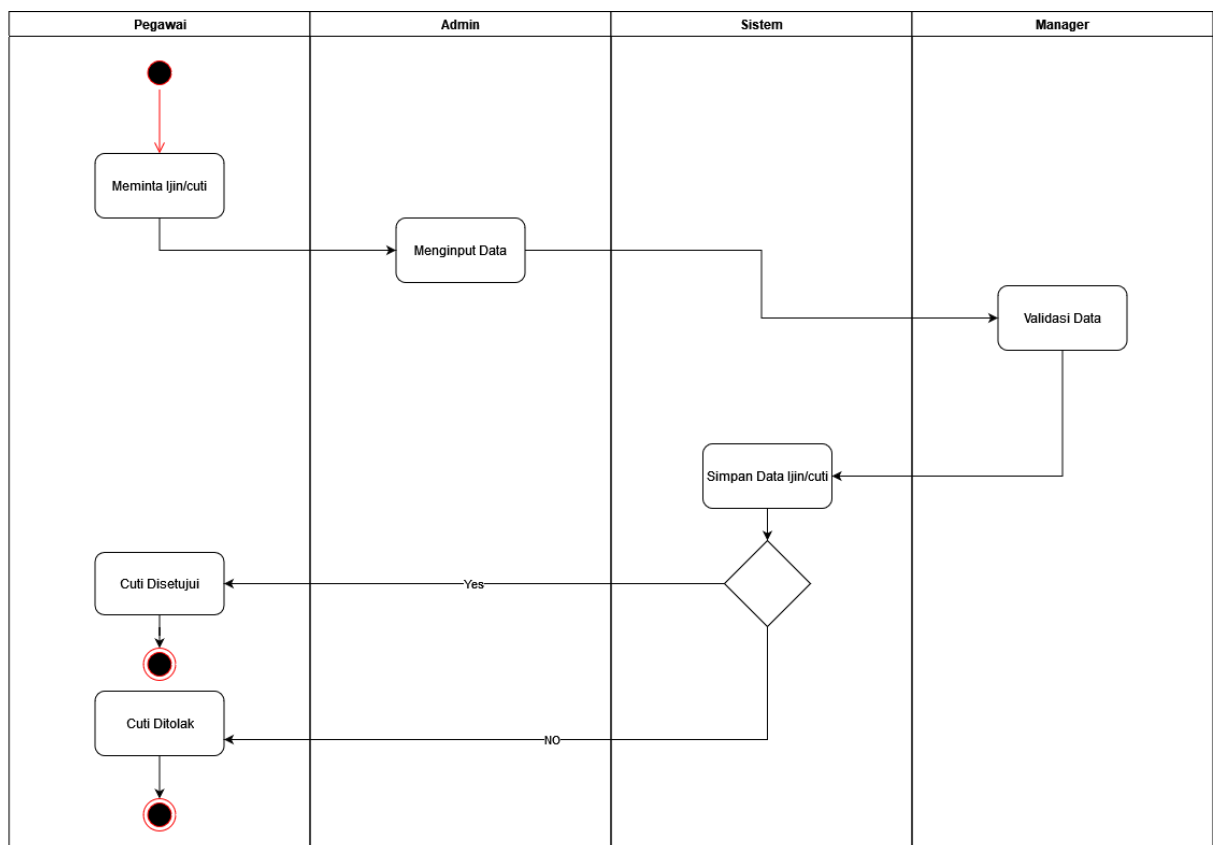 Pegawai
Admin
Sistem
Manager
Meminta Ijin/cuti
Menginput Data
Validasi Data
Simpan Data Ijin/cuti
Cuti Disetujui
Yes
Cuti Ditolak
NO